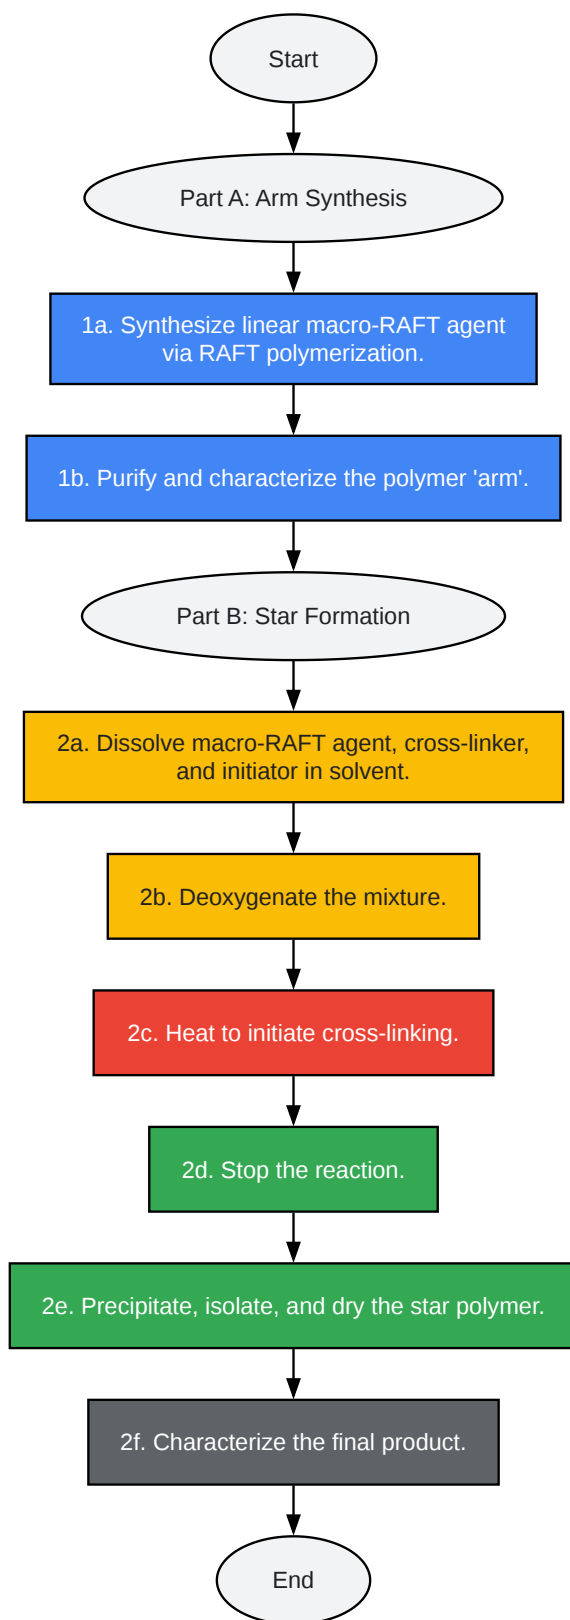 Start
Part A: Arm Synthesis
1a. Synthesize linear macro-RAFT agent
via RAFT polymerization.
1b. Purify and characterize the polymer 'arm'.
Part B: Star Formation
2a. Dissolve macro-RAFT agent, cross-linker,
and initiator in solvent.
2b. Deoxygenate the mixture.
2c. Heat to initiate cross-linking.
2d. Stop the reaction.
2e. Precipitate, isolate, and dry the star polymer.
2f. Characterize the final product.
End